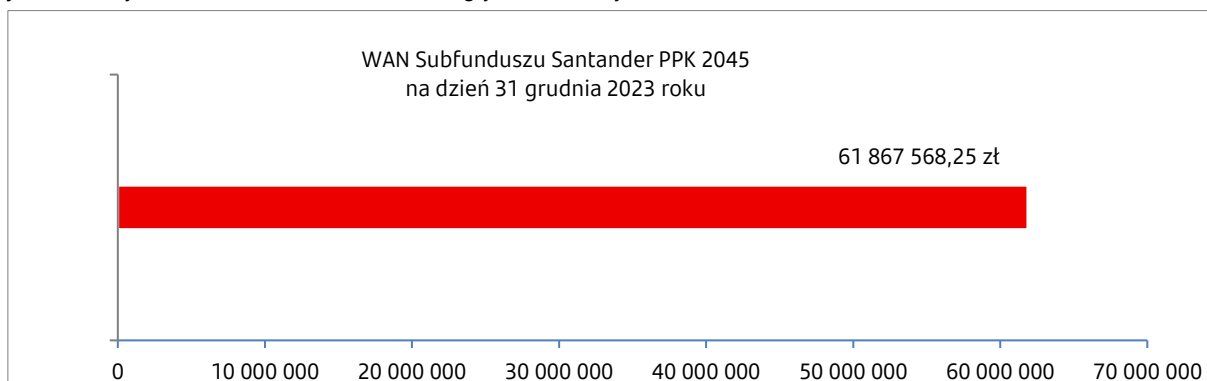 WAN Subfunduszu Santander PPK 2045
na dzień 31 grudnia 2023 roku
61 867 568,25 zł
0 10 000 000 20 000 000 30 000 000 40 000 000 50 000 000 60 000 000 70 000 000